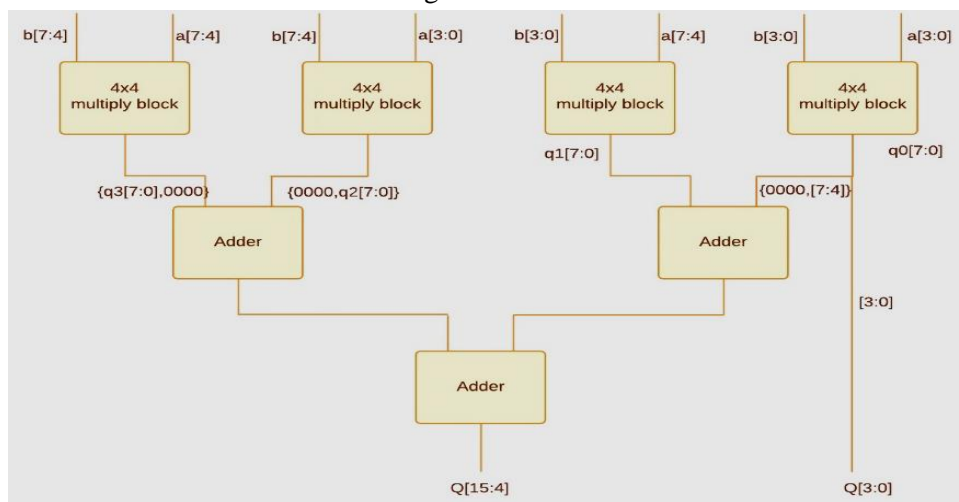 b[7:4]
a[7:4]
b[7:4]
a[3:0]
b[3:0]
a[7:4]
b[3:0]
a[3:0]
4x4
multiply block
4x4
multiply block
4x4
multiply block
4x4
multiply block
q1[7:0]
q0[7:0]
{q3[7:0],0000}
{0000,q2[7:0]}
{0000,[7:4]}
Adder
Adder
[3:0]
Adder
Q[15:4]
Q[3:0]